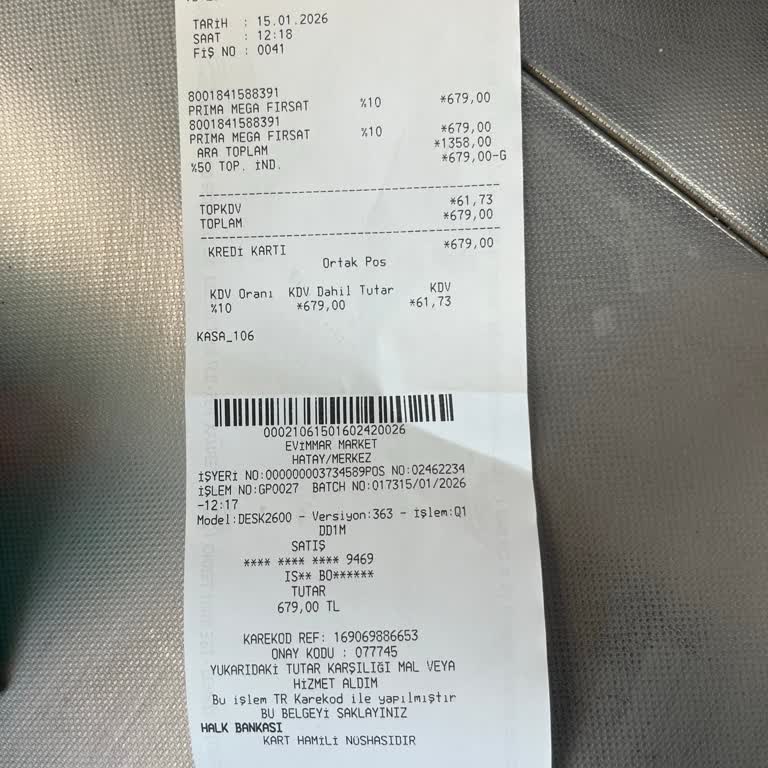 TARİH : 15.01.2026
SAAT : 12:18
FİŞ NO : 0041
8001841588391
PRIMA MEGA FIRSAT %10 *679,00
8001841588391
PRIMA MEGA FIRSAT %10 *679,00
ARA TOPLAM *1358,00
%50 TOP. İND. *679,00-G
TOPKDV *61,73
TOPLAM *679,00
KREDİ KARTI *679,00
Ortak Pos
KDV Oranı KDV Dahil Tutar KDV
%10 *679,00 *61,73
KASA_106
00021061501602420026
EVİMMAR MARKET
HATAY/MERKEZ
İŞYERİ NO:000000003734589POS NO:02462234
İŞLEM NO:GP0027 BATCH NO:017315/01/2026
-12:17
Model:DESK2600 - Versiyon:363 - İşlem:Q1
DD1M
SATIŞ
**** **** **** 9469
IS** BO******
TUTAR
679,00 TL
KAREKOD REF: 169069886653
ONAY KODU : 077745
YUKARIDAKİ TUTAR KARŞILIĞI MAL VEYA
HİZMET ALDIM
Bu işlem TR Karekod ile yapılmıştır
BU BELGEYİ SAKLAYINIZ
HALK BANKASI
KART HAMİLİ NÜSHASIDIR